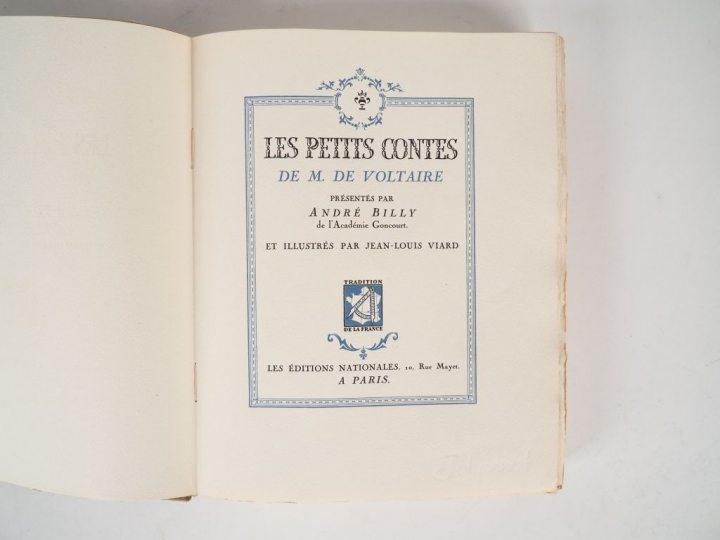 LES PETITS CONTES
DE M. DE VOLTAIRE
PRÉSENTÉS PAR
ANDRÉ BILLY
de l'Académie Goncourt.
ET ILLUSTRÉS PAR JEAN-LOUIS VIARD
TRADITION
DE LA FRANCE
LES ÉDITIONS NATIONALES. 10, Rue Mayet.
A PARIS.